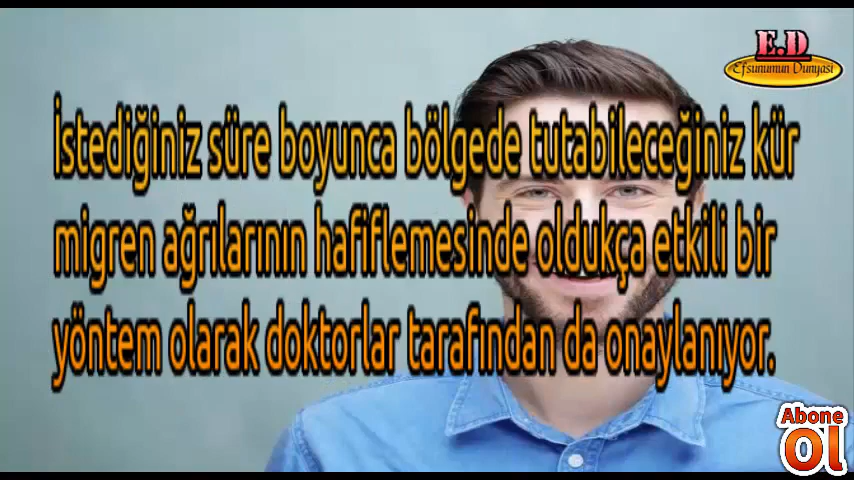 E.D
Efsunumun Dunyasi
İstediğiniz süre boyunca bölgede tutabileceğiniz kür
migren ağrılarının hafiflemesinde oldukça etkili bir
yöntem olarak doktorlar tarafından da onaylanıyor.
Abone
ol